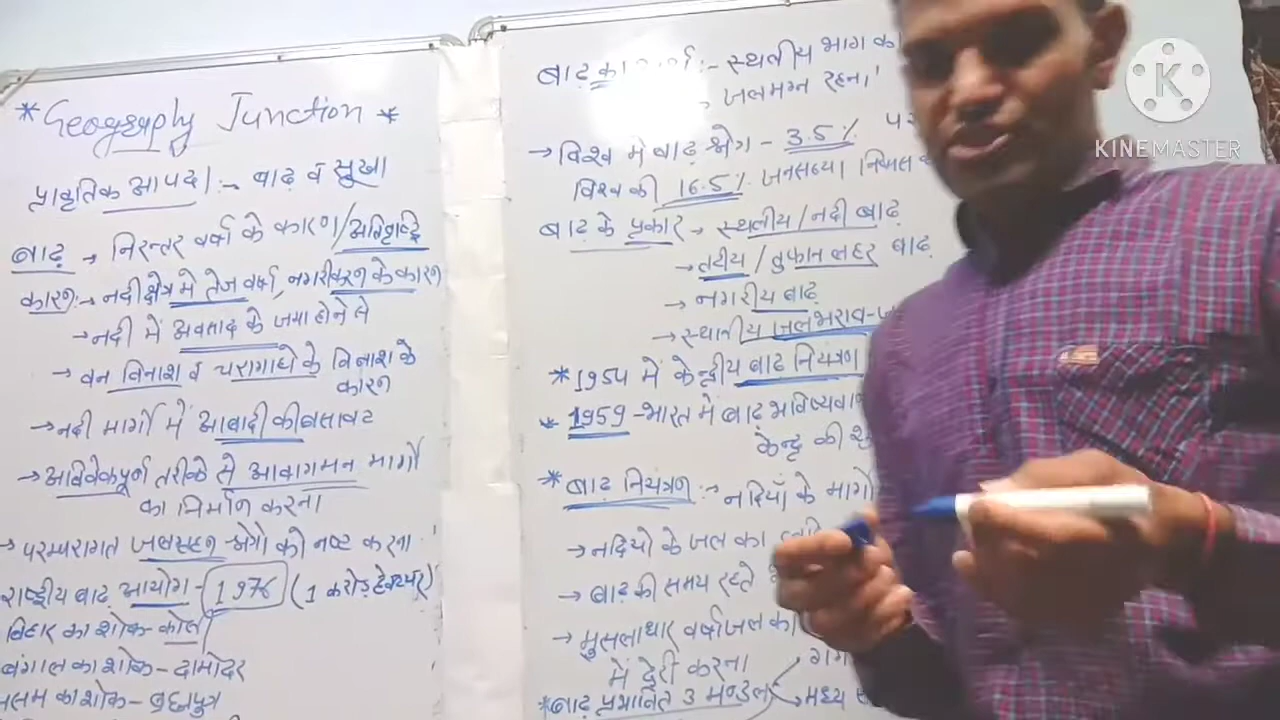 * Geography Junction *
प्राकृतिक आपदा :- बाढ़ व सूखा
बाढ़ → निरन्तर वर्षा के कारण / अतिवृष्टि
कारण :→ नदी क्षेत्र मे तेज वर्षा, नगरीकरण के कारण
→ नदी में अवसाद के जमा होने से
→ वन विनाश व चरागाहो के विनाश के
कारण
→ नदी मार्गो में आबादी की बसावट
→ अविवेकपूर्ण तरीके से आवागमन मार्गो
का निर्माण करना
→ परम्परागत जलग्रहण क्षेत्रो को नष्ट करना
राष्ट्रीय बाढ़ आयोग - 1976 (1 करोड़ हेक्टेयर)
बिहार का शोक - कोसी
बंगाल का शोक - दामोदर
असम का शोक - ब्रह्मपुत्र
बाढ़ का :- स्थलीय भाग का
जलमग्न रहना।
→ विश्व मे बाढ़ क्षेत्र - 3.5% पर
विश्व की 16.5% जनसंख्या निवास
बाढ़ के प्रकार → स्थलीय / नदी बाढ़
→ तटीय / तुफान लहर बाढ़
→ नगरीय बाढ़
→ स्थानीय जलभराव -
* 1954 में केन्द्रीय बाढ़ नियंत्रण
* 1959 - भारत में बाढ़ भविष्यवाणी
केन्द्र की
* बाढ़ नियंत्रण :→ नदियाँ के मार्गो
→ नदियो के जल का
→ बाढ़ की समय रहते
→ मुसलाधार वर्षाजल का
में देरी करना
* बाढ़ प्रभावित 3 मण्डल → गंगा
→ मध्य
K
KINEMASTER